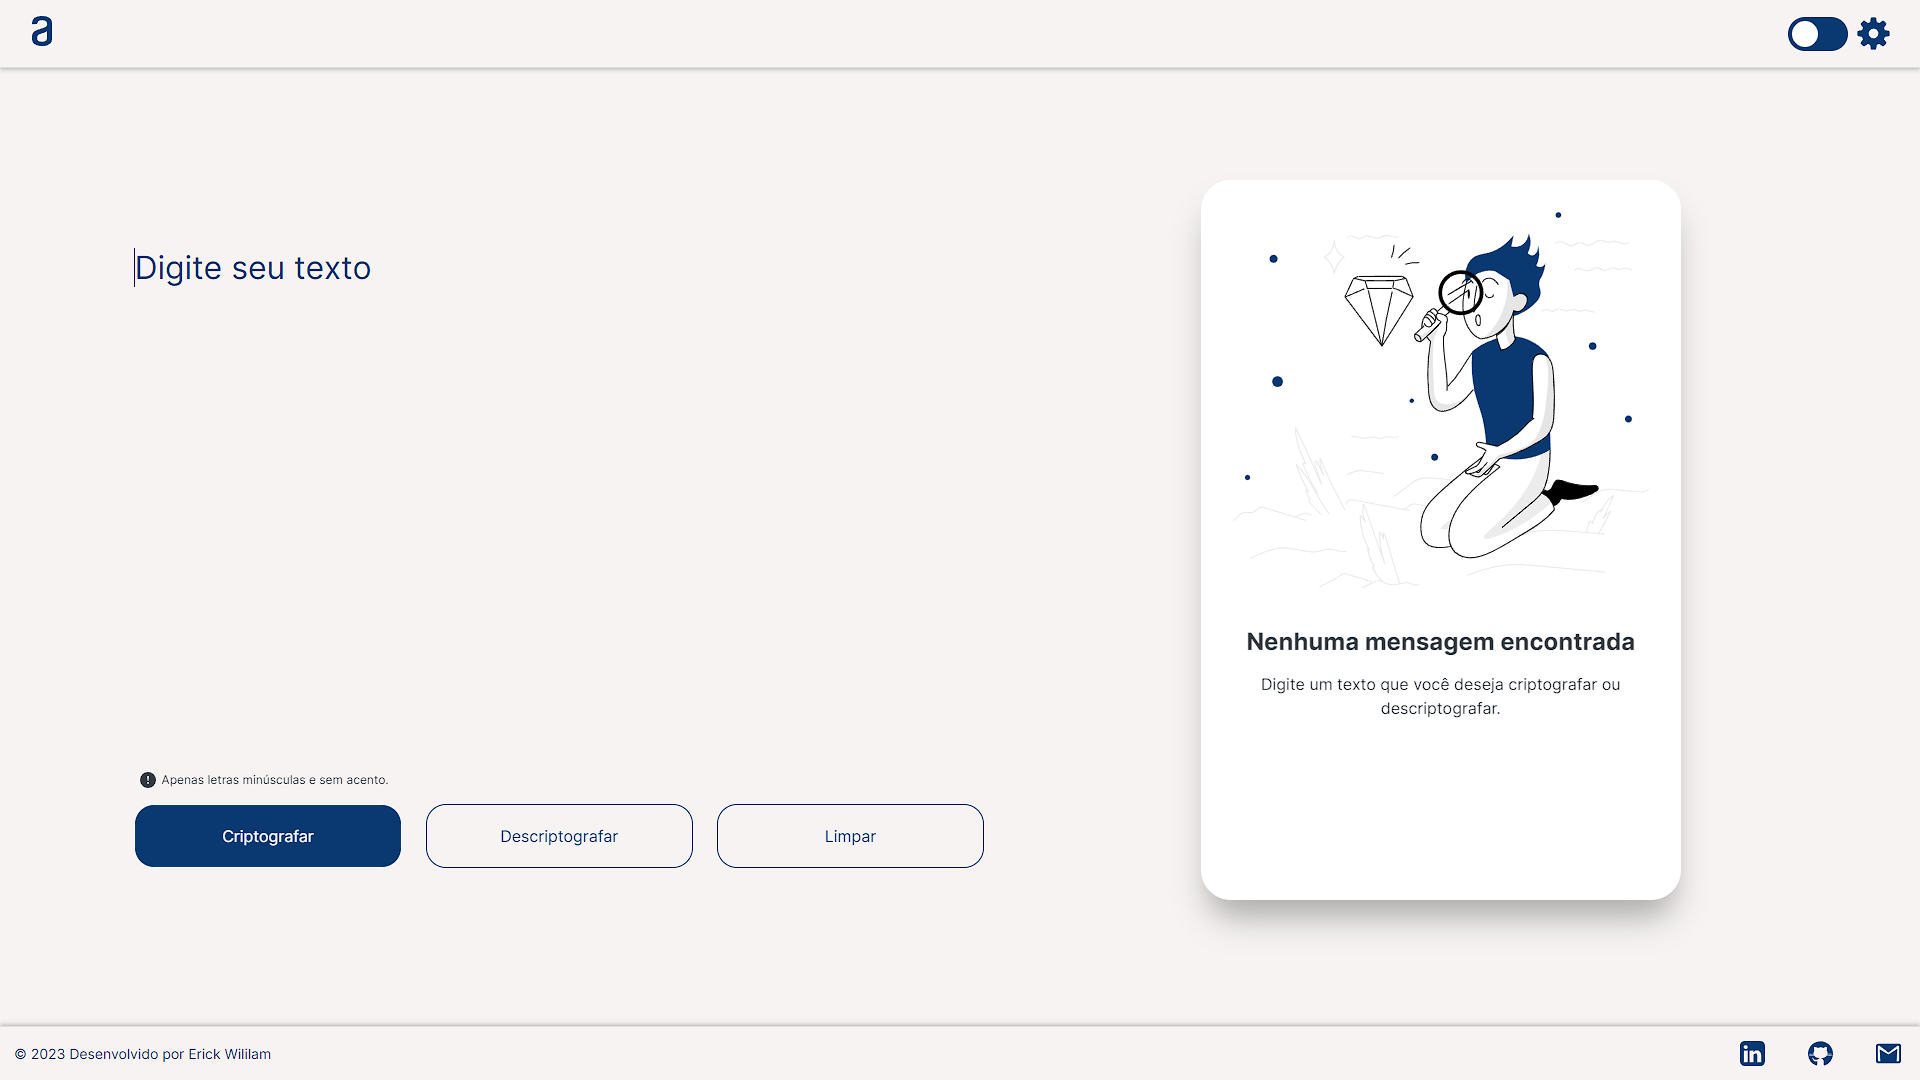 a
Digite seu texto
Nenhuma mensagem encontrada
Digite um texto que você deseja criptografar ou
descriptografar.
Apenas letras minúsculas e sem acento.
Criptografar
Descriptografar
Limpar
© 2023 Desenvolvido por Erick Wililam
in